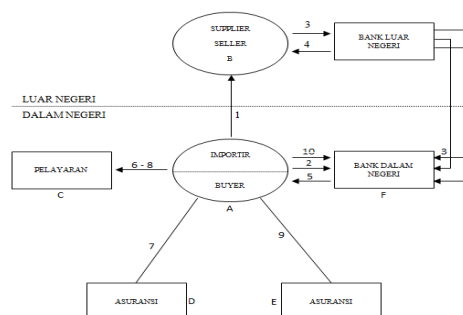 SUPPLIER
SELLER
B
3
4
BANK LUAR
NEGERI
LUAR NEGERI
DALAM NEGERI
1
PELAYARAN
C
6 - 8
IMPORTIR
BUYER
A
10
2
5
BANK DALAM
NEGERI
F
3
7
9
ASURANSI
D
E
ASURANSI